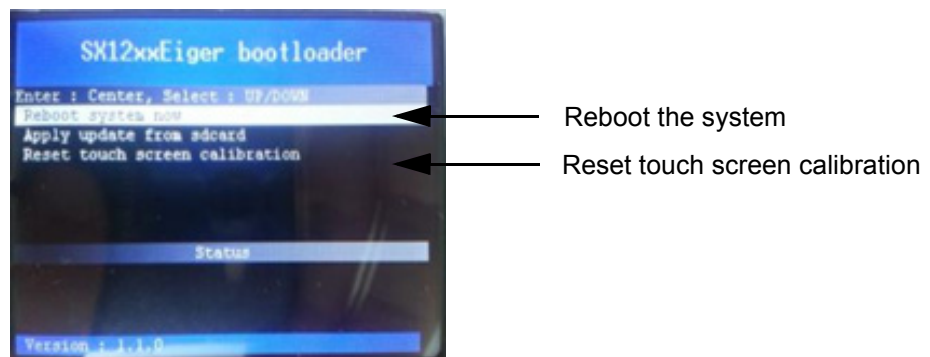 SX12xxEiger bootloader
Enter : Center, Select : UP/DOWN
Reboot system now
Apply update from sdcard
Reset touch screen calibration
Status
Version : 1.1.0
Reboot the system
Reset touch screen calibration